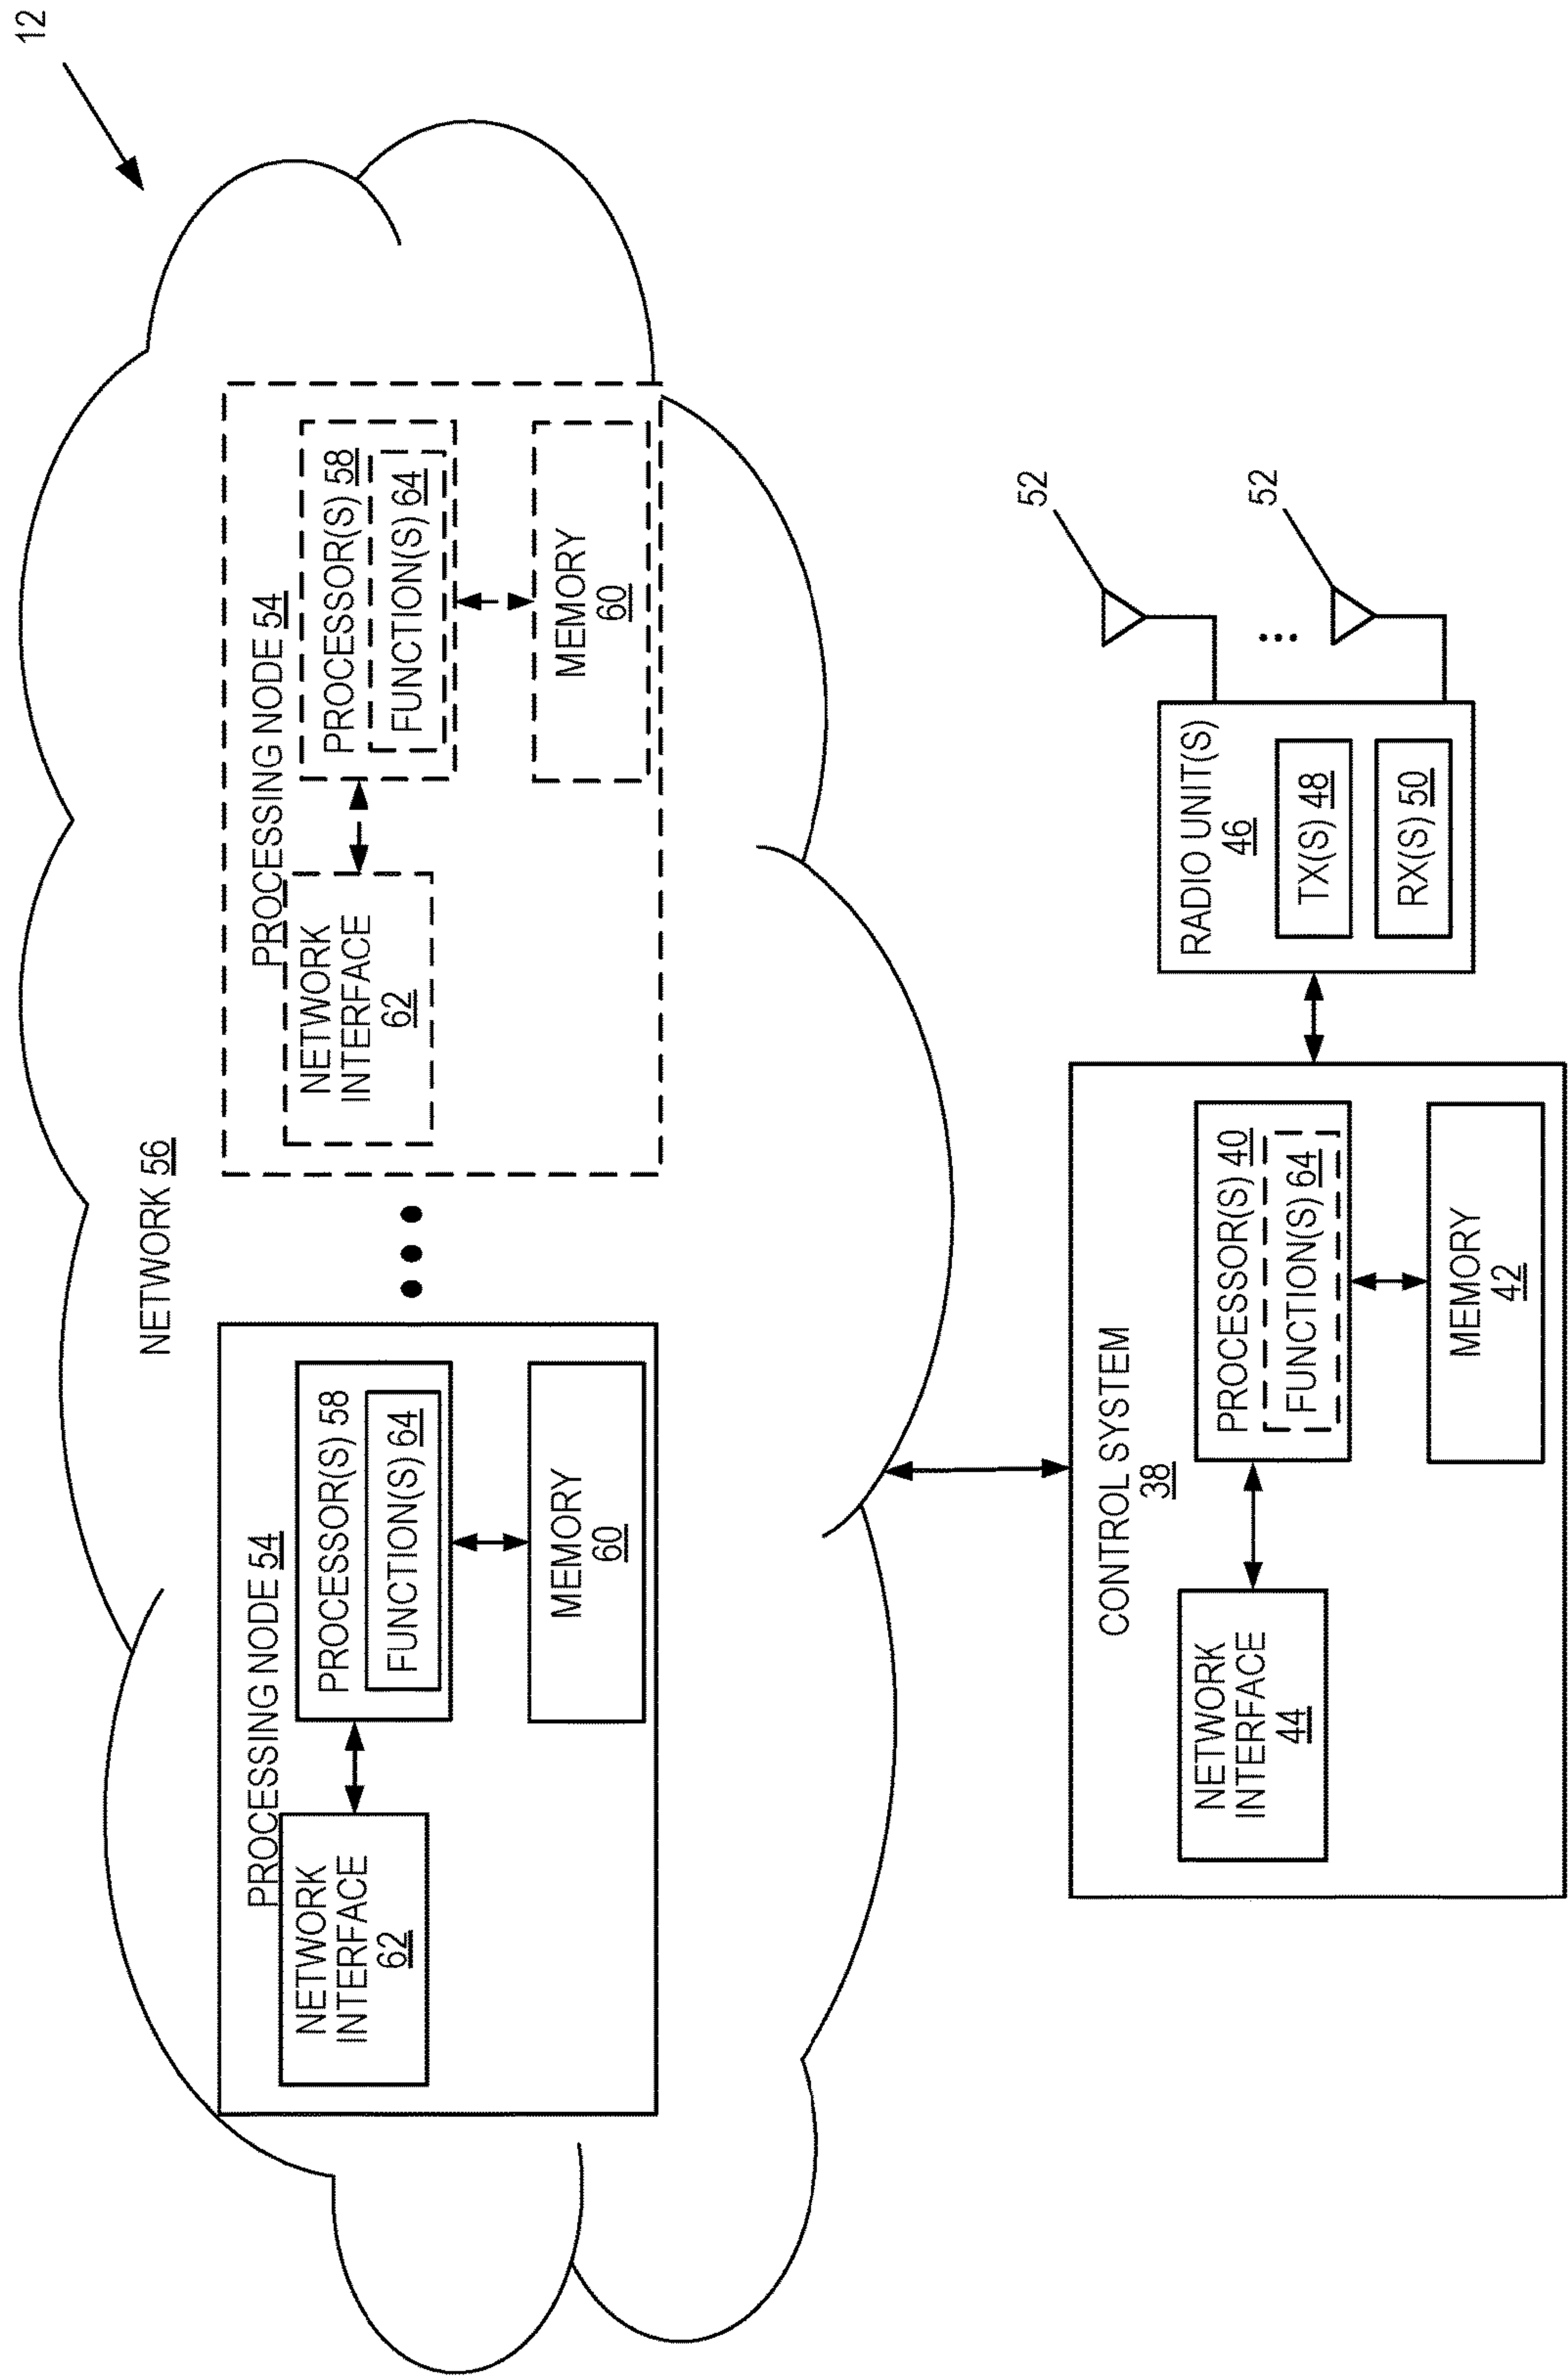 12
NETWORK 56
PROCESSING NODE 54
NETWORK
INTERFACE
62
PROCESSOR(S) 58
FUNCTION(S) 64
MEMORY
60
PROCESSING NODE 54
NETWORK
INTERFACE
62
PROCESSOR(S) 58
FUNCTION(S) 64
MEMORY
60
CONTROL SYSTEM
38
NETWORK
INTERFACE
44
PROCESSOR(S) 40
FUNCTION(S) 64
MEMORY
42
RADIO UNIT(S)
46
TX(S) 48
RX(S) 50
52
52